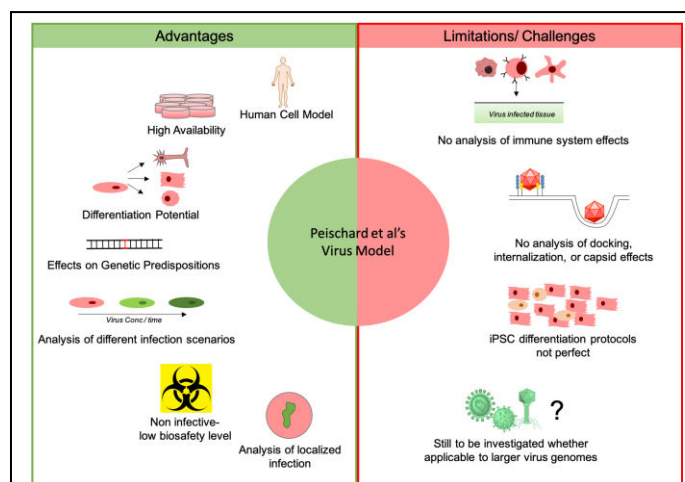 Advantages
Limitations/ Challenges
High Availability
Human Cell Model
Differentiation Potential
Effects on Genetic Predispositions
Virus Conc/ time
Analysis of different infection scenarios
Non infective-
low biosafety level
Analysis of localized
infection
Peischard et al's
Virus Model
Virus infected tissue
No analysis of immune system effects
No analysis of docking,
internalization, or capsid effects
iPSC differentiation protocols
not perfect
?
Still to be investigated whether
applicable to larger virus genomes